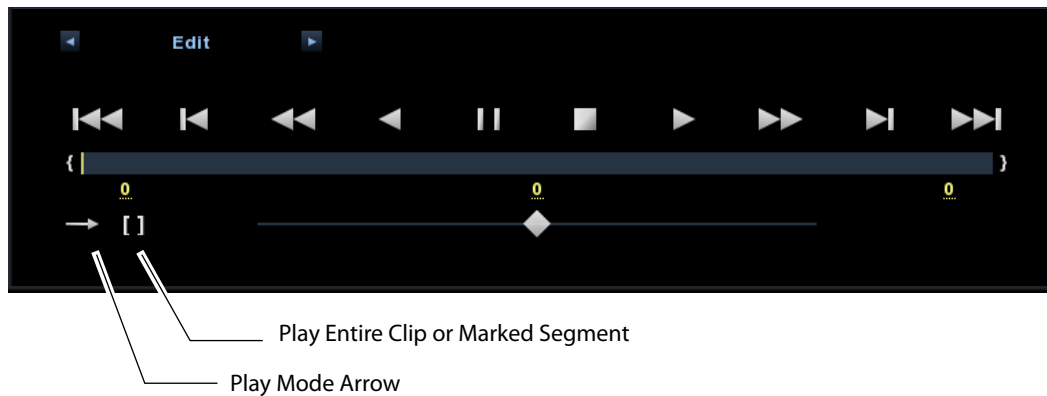 Edit
{ }
0 0 0
[ ]
Play Entire Clip or Marked Segment
Play Mode Arrow